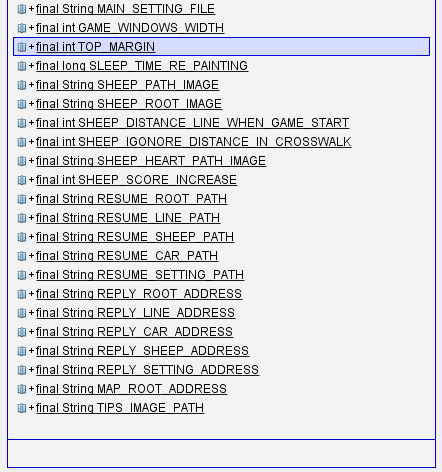 +final String MAIN_SETTING_FILE
+final int GAME_WINDOWS_WIDTH
+final int TOP_MARGIN
+final long SLEEP_TIME_RE_PAINTING
+final String SHEEP_PATH_IMAGE
+final String SHEEP_ROOT_IMAGE
+final int SHEEP_DISTANCE_LINE_WHEN_GAME_START
+final int SHEEP_IGONORE_DISTANCE_IN_CROSSWALK
+final String SHEEP_HEART_PATH_IMAGE
+final int SHEEP_SCORE_INCREASE
+final String RESUME_ROOT_PATH
+final String RESUME_LINE_PATH
+final String RESUME_SHEEP_PATH
+final String RESUME_CAR_PATH
+final String RESUME_SETTING_PATH
+final String REPLY_ROOT_ADDRESS
+final String REPLY_LINE_ADDRESS
+final String REPLY_CAR_ADDRESS
+final String REPLY_SHEEP_ADDRESS
+final String REPLY_SETTING_ADDRESS
+final String MAP_ROOT_ADDRESS
+final String TIPS_IMAGE_PATH